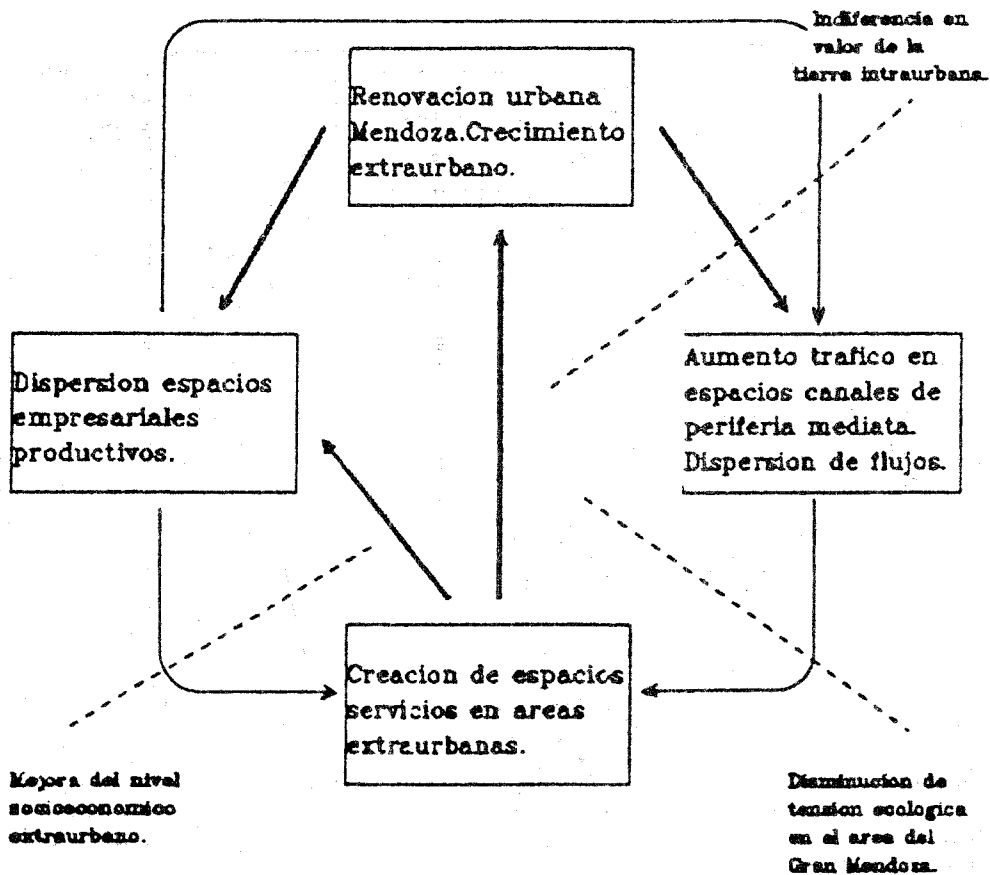 Indiferencia en
valor de la
tierra intraurbana.
Renovacion urbana
Mendoza.Crecimiento
extraurbano.
Dispersion espacios
empresariales
productivos.
Aumento trafico en
espacios canales de
periferia mediata.
Dispersion de flujos.
Creacion de espacios
servicios en areas
extraurbanas.
Mejora del nivel
socioeconomico
extraurbano.
Disminucion de
tension ecologica
en el area del
Gran Mendoza.